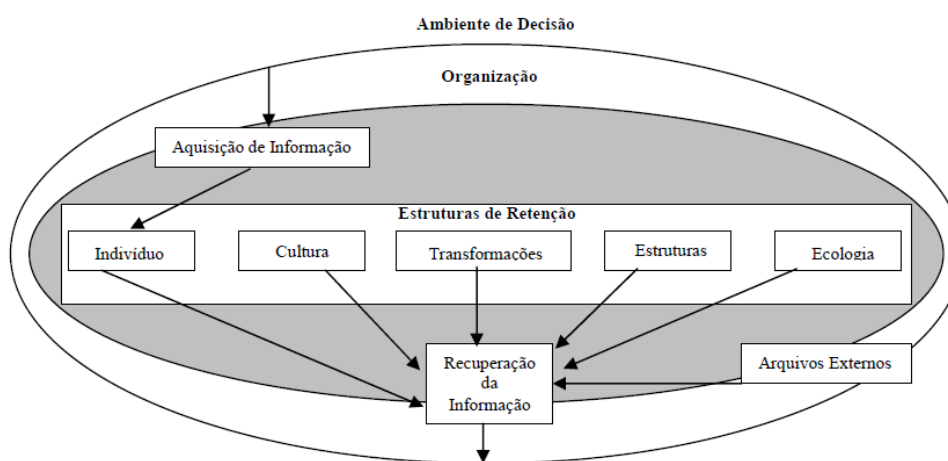 Ambiente de Decisão
Organização
Aquisição de Informação
Estruturas de Retenção
Indivíduo
Cultura
Transformações
Estruturas
Ecologia
Recuperação
da
Informação
Arquivos Externos